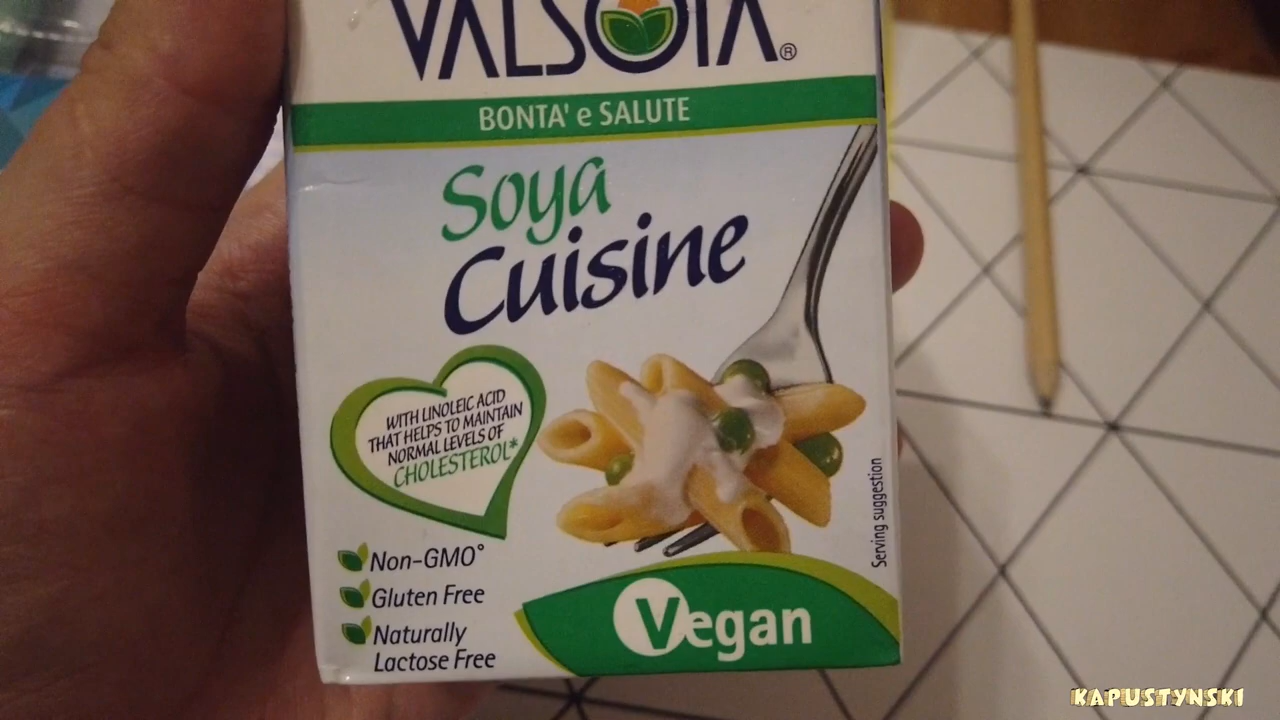 VALSOIA®
BONTA' e SALUTE
Soya
Cuisine
WITH LINOLEIC ACID
THAT HELPS TO MAINTAIN
NORMAL LEVELS OF
CHOLESTEROL*
Non-GMO°
Gluten Free
Naturally
Lactose Free
Vegan
Serving suggestion
KAPUSTYNSKI